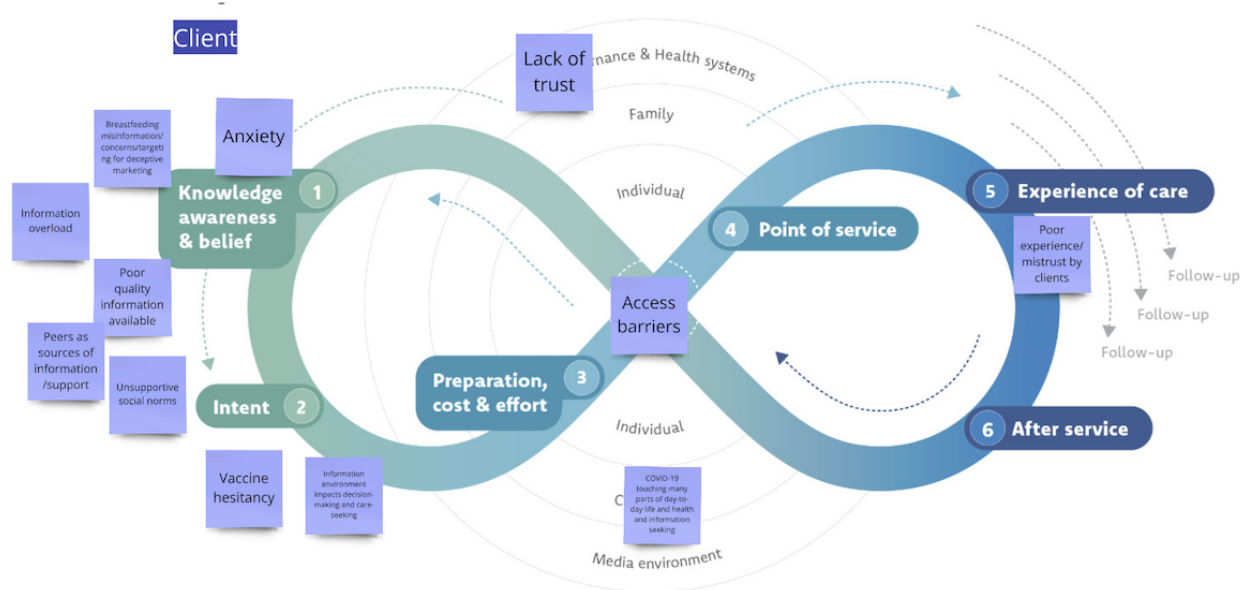 Client
Lack of
trust
nance & Health systems
Family
Individual
Breastfeeding
misinformation/
concerns/targeti
ng for deceptive
marketing
Anxiety
Knowledge
awareness
& belief
1
Information
overload
Poor
quality
information
available
Peers as
sources of
information
/support
Unsupportive
social norms
Intent 2
Vaccine
hesitancy
Information
environment
impacts decision-
making and care-
seeking
Preparation,
cost & effort
3
Access
barriers
4 Point of service
5 Experience of care
Poor
experience/
mistrust by
clients
Follow-up
Follow-up
Follow-up
6 After service
Individual
C
COVID-19
touching many
parts of day-to-
day life and health
and information
seeking
Media environment